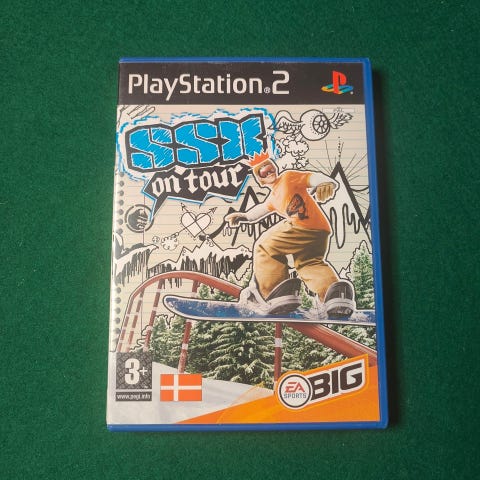 PlayStation®2
SSX
on tour
3+
www.pegi.info
EA
SPORTS
BIG